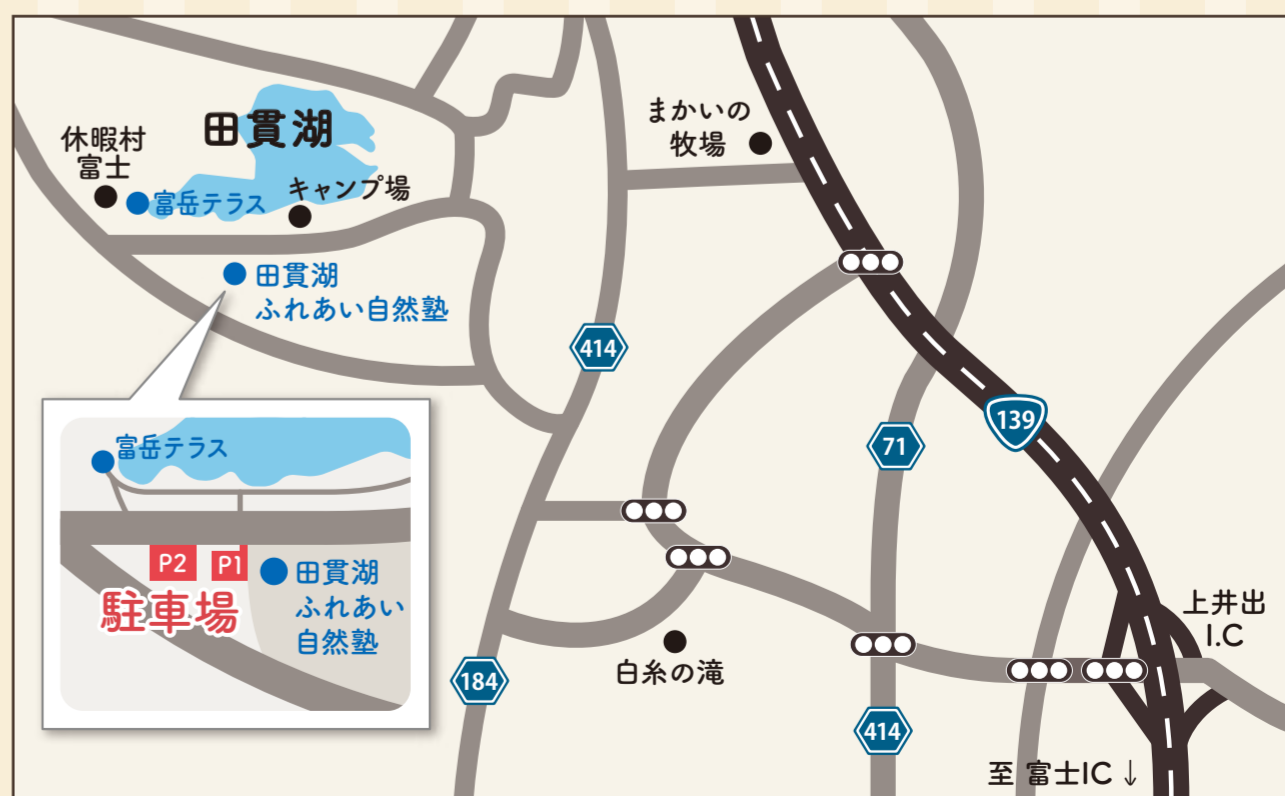 田貫湖
休暇村
富士
富岳テラス
キャンプ場
まかいの
牧場
田貫湖
ふれあい自然塾
414
139
71
富岳テラス
P2
P1
田貫湖
ふれあい
自然塾
駐車場
上井出
I.C
白糸の滝
184
414
至 富士IC ↓